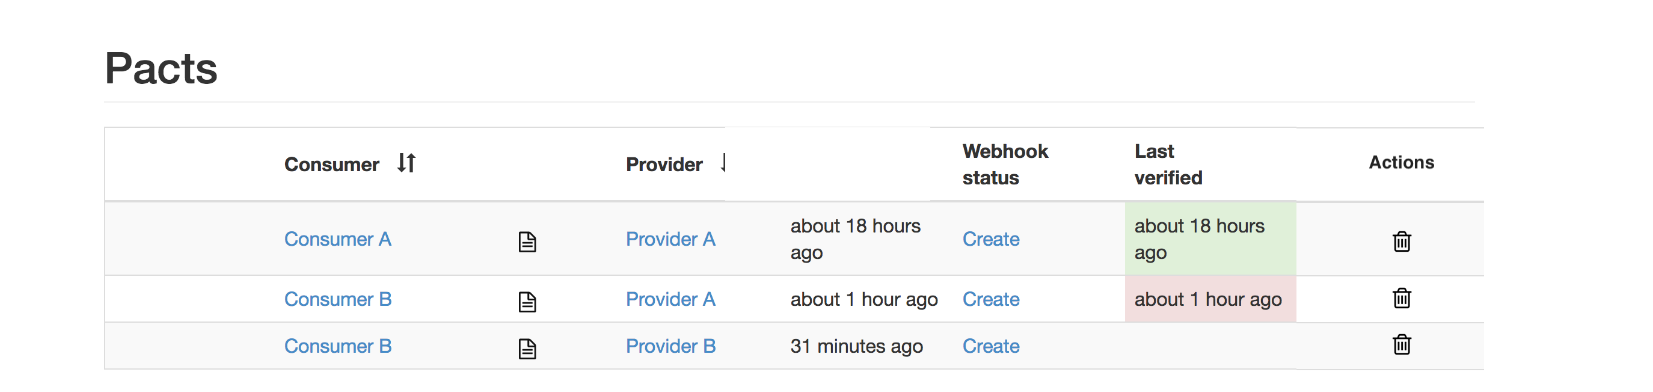 Pacts
Consumer Provider Webhook status Last verified Actions
Consumer A Provider A about 18 hours ago Create about 18 hours ago
Consumer B Provider A about 1 hour ago Create about 1 hour ago
Consumer B Provider B 31 minutes ago Create